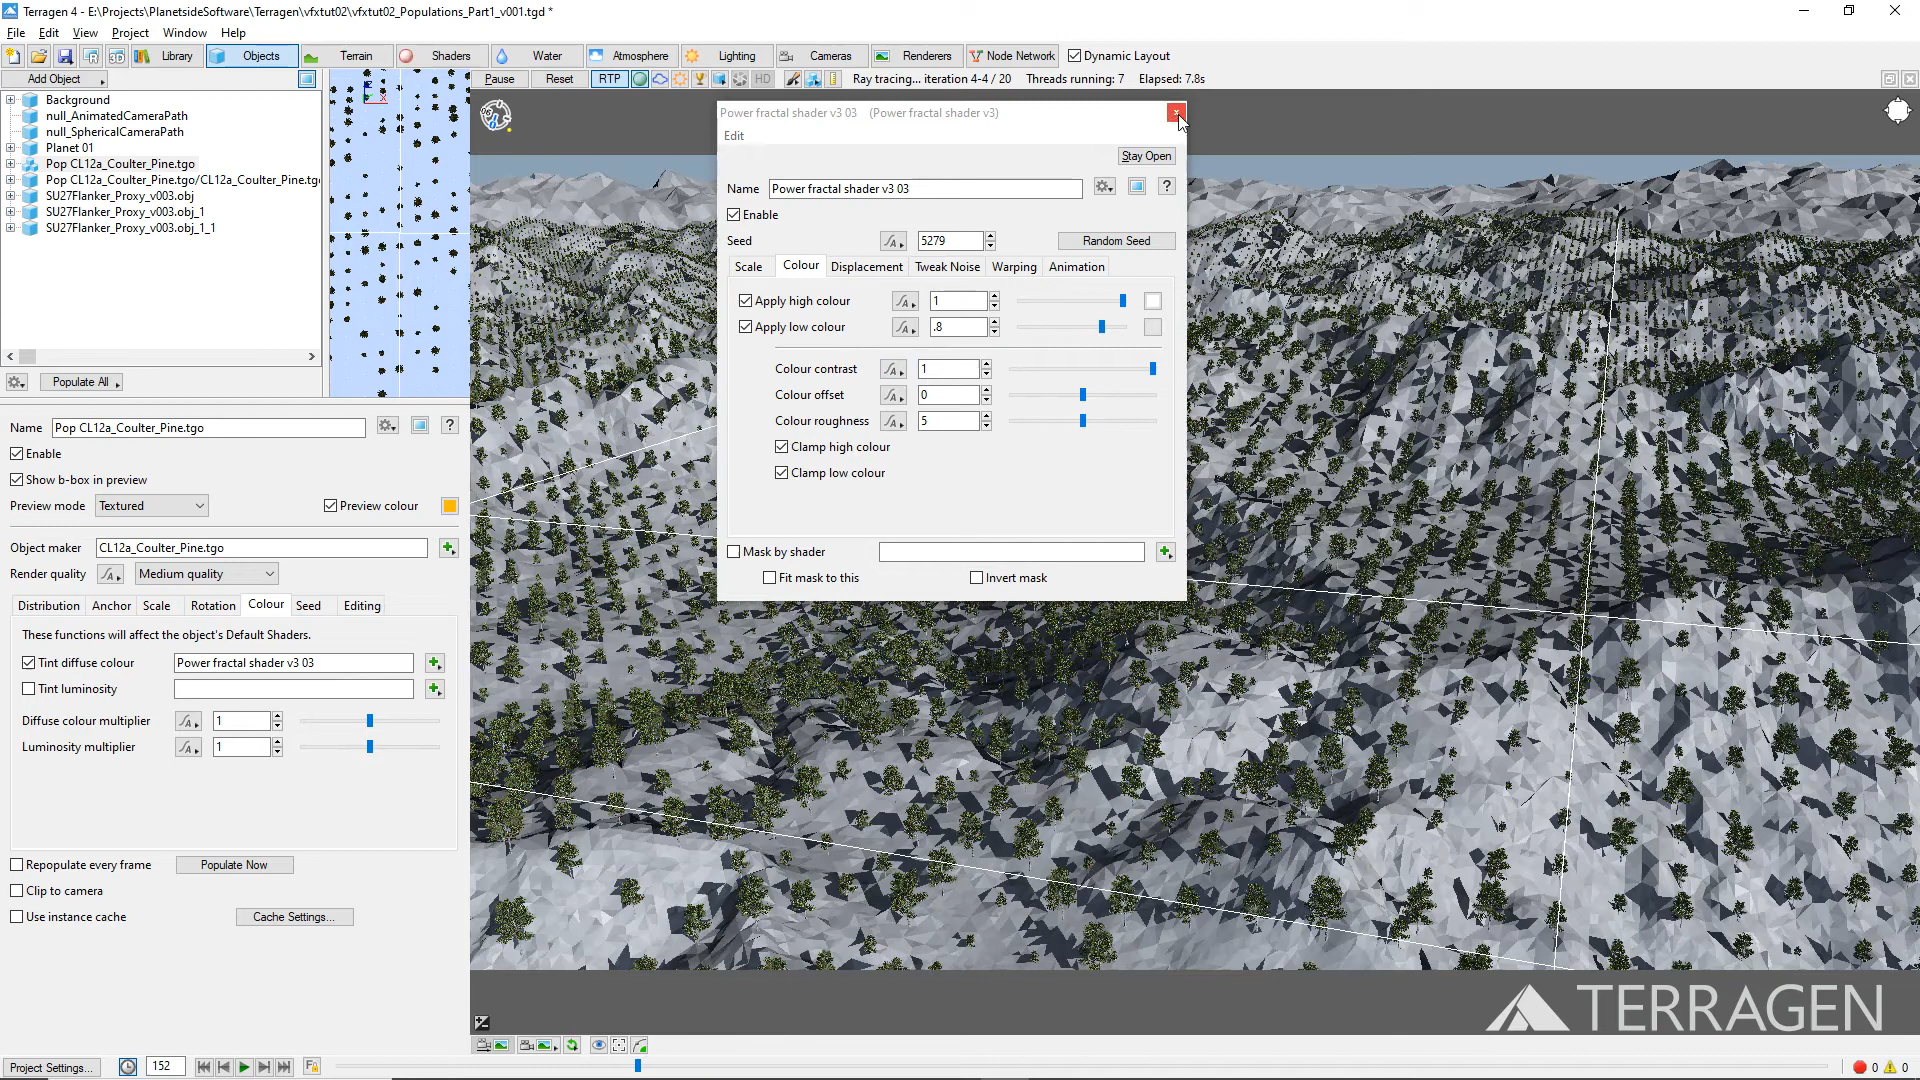 Terragen 4 - E:\Projects\PlanetsideSoftware\Terragen\vfxtut02\vfxtut02_Populations_Part1_v001.tgd *
File Edit View Project Window Help
Library Objects Terrain Shaders Water Atmosphere Lighting Cameras Renderers Node Network Dynamic Layout
Add Object Pause Reset RTP HD Ray tracing... iteration 4-4 / 20 Threads running: 7 Elapsed: 7.8s
Background
null_AnimatedCameraPath
null_SphericalCameraPath
Planet 01
Pop CL12a_Coulter_Pine.tgo
Pop CL12a_Coulter_Pine.tgo/CL12a_Coulter_Pine.tgo
SU27Flanker_Proxy_v003.obj
SU27Flanker_Proxy_v003.obj_1
SU27Flanker_Proxy_v003.obj_1_1
Populate All
Name Pop CL12a_Coulter_Pine.tgo
Enable
Show b-box in preview
Preview mode Textured Preview colour
Object maker CL12a_Coulter_Pine.tgo
Render quality Medium quality
Distribution Anchor Scale Rotation Colour Seed Editing
These functions will affect the object's Default Shaders.
Tint diffuse colour Power fractal shader v3 03
Tint luminosity
Diffuse colour multiplier 1
Luminosity multiplier 1
Repopulate every frame Populate Now
Clip to camera
Use instance cache Cache Settings...
Power fractal shader v3 03 (Power fractal shader v3)
Edit
Stay Open
Name Power fractal shader v3 03
Enable
Seed 5279 Random Seed
Scale Colour Displacement Tweak Noise Warping Animation
Apply high colour 1
Apply low colour .8
Colour contrast 1
Colour offset 0
Colour roughness 5
Clamp high colour
Clamp low colour
Mask by shader
Fit mask to this Invert mask
TERRAGEN
Project Settings... 152 0 0